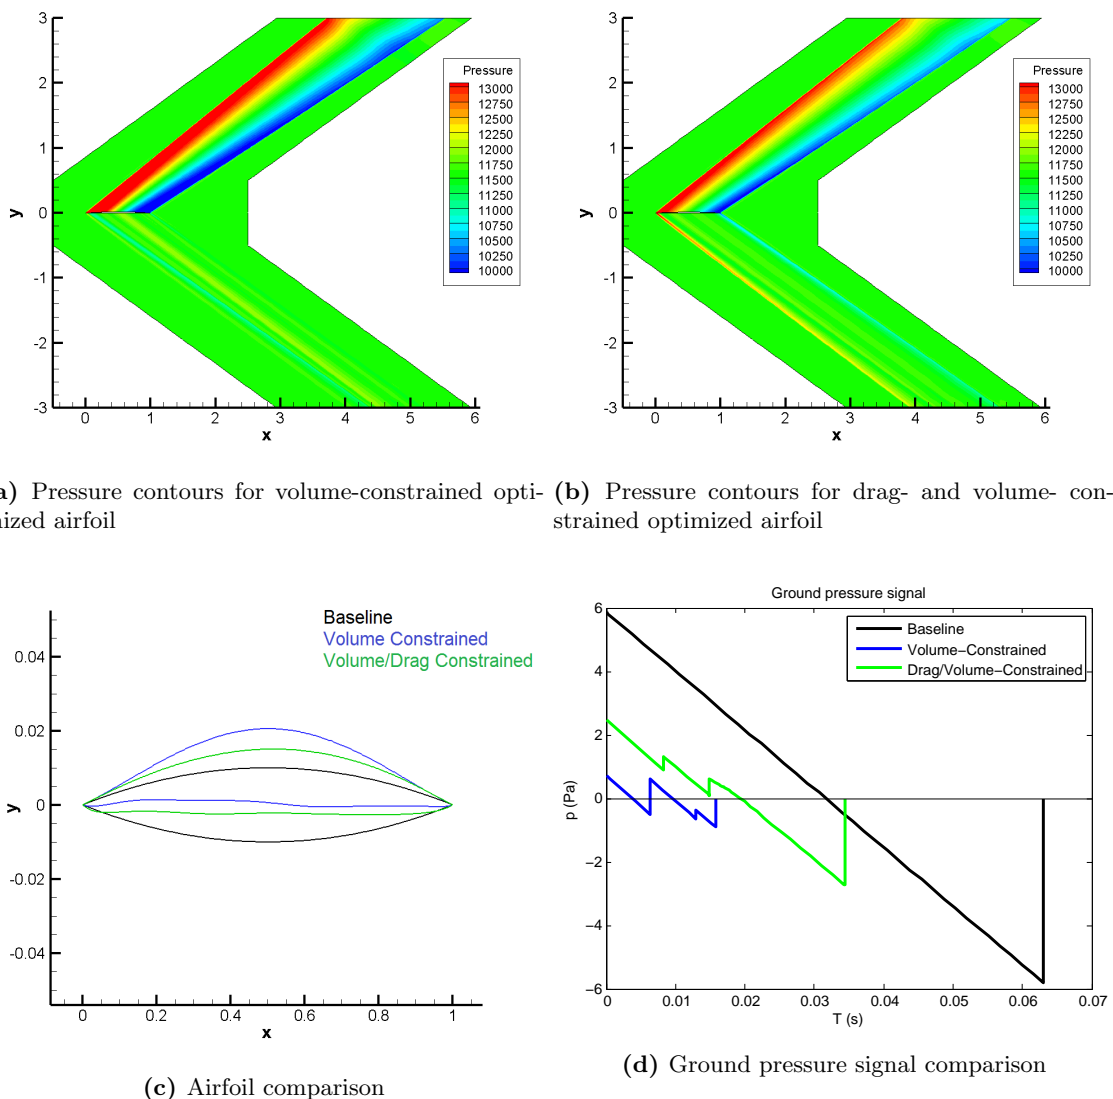 3
2
1
0
-1
-2
-3
y
0 1 2 3 4 5 6
x
Pressure
13000
12750
12500
12250
12000
11750
11500
11250
11000
10750
10500
10250
10000
3
2
1
0
-1
-2
-3
y
0 1 2 3 4 5 6
x
Pressure
13000
12750
12500
12250
12000
11750
11500
11250
11000
10750
10500
10250
10000
) Pressure contours for volume-constrained opti-
ized airfoil
(b) Pressure contours for drag- and volume- con-
strained optimized airfoil
Baseline
Volume Constrained
Volume/Drag Constrained
0.04
0.02
0
-0.02
-0.04
y
0 0.2 0.4 0.6 0.8 1
x
(c) Airfoil comparison
Ground pressure signal
Baseline
Volume−Constrained
Drag/Volume−Constrained
6
4
2
0
−2
−4
−6
p (Pa)
0 0.01 0.02 0.03 0.04 0.05 0.06 0.07
T (s)
(d) Ground pressure signal comparison